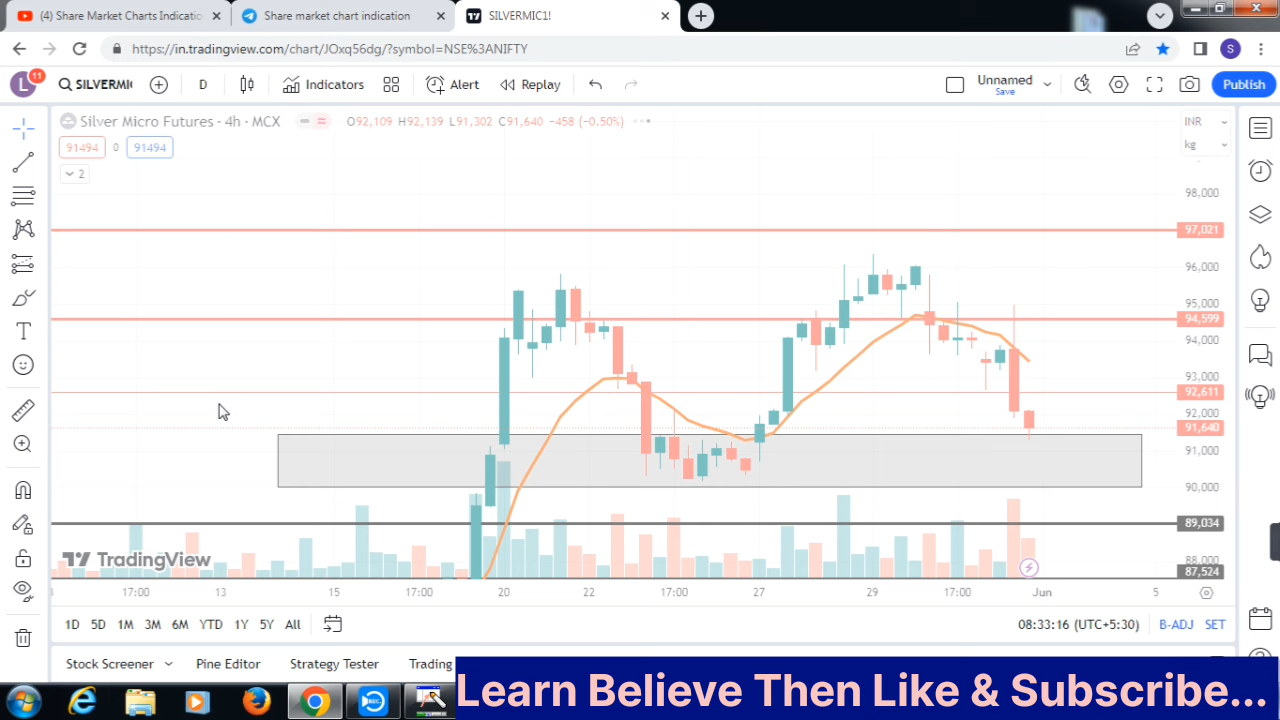 (4) Share Market Charts Indicatio
Share market chart indication
SILVERMIC1!
https://in.tradingview.com/chart/JOxq56dg/?symbol=NSE%3ANIFTY
S
L 11 SILVERMI
D
Indicators
Alert
Replay
Unnamed
Save
Publish
Silver Micro Futures · 4h · MCX
O92,109 H92,139 L91,302 C91,640 -458 (-0.50%)
INR
kg
91494 0 91494
2
98,000
97,021
96,000
95,000
94,599
94,000
93,000
92,611
92,000
91,640
91,000
90,000
89,034
88,000
87,524
TradingView
17:00 13 15 17:00 20 22 17:00 27 29 17:00 Jun 5
1D 5D 1M 3M 6M YTD 1Y 5Y All
08:33:16 (UTC+5:30) B-ADJ SET
Stock Screener Pine Editor Strategy Tester Trading
REC
Learn Believe Then Like & Subscribe...